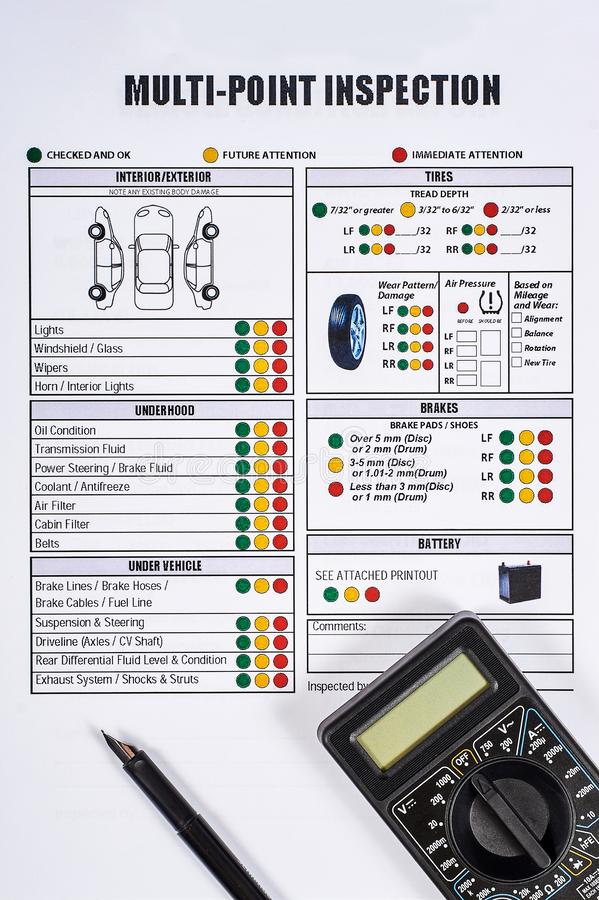 MULTI-POINT INSPECTION
CHECKED AND OK FUTURE ATTENTION IMMEDIATE ATTENTION
INTERIOR/EXTERIOR
NOTE ANY EXISTING BODY DAMAGE
Lights
Windshield / Glass
Wipers
Horn / Interior Lights
UNDERHOOD
Oil Condition
Transmission Fluid
Power Steering / Brake Fluid
Coolant / Antifreeze
Air Filter
Cabin Filter
Belts
UNDER VEHICLE
Brake Lines / Brake Hoses /
Brake Cables / Fuel Line
Suspension & Steering
Driveline (Axles / CV Shaft)
Rear Differential Fluid Level & Condition
Exhaust System / Shocks & Struts
TIRES
TREAD DEPTH
7/32" or greater 3/32" to 6/32" 2/32" or less
LF ___/32 RF ___/32
LR ___/32 RR ___/32
Wear Pattern/
Damage
LF
RF
LR
RR
Air Pressure
BEFORE SHOULD BE
LF
RF
LR
RR
Based on
Mileage
and Wear:
Alignment
Balance
Rotation
New Tire
BRAKES
BRAKE PADS / SHOES
Over 5 mm (Disc)
or 2 mm (Drum)
3-5 mm (Disc)
or 1.01-2 mm(Drum)
Less than 3 mm(Disc)
or 1 mm (Drum)
LF
RF
LR
RR
BATTERY
SEE ATTACHED PRINTOUT
Comments:
Inspected by
OFF 750 200 V~ A
200µ
2000µ
20m
200m
10
hFE
V 1000
200
20
2000m
200m
2000k 200k 20k 2000 200 Ω
10A
dreamstime